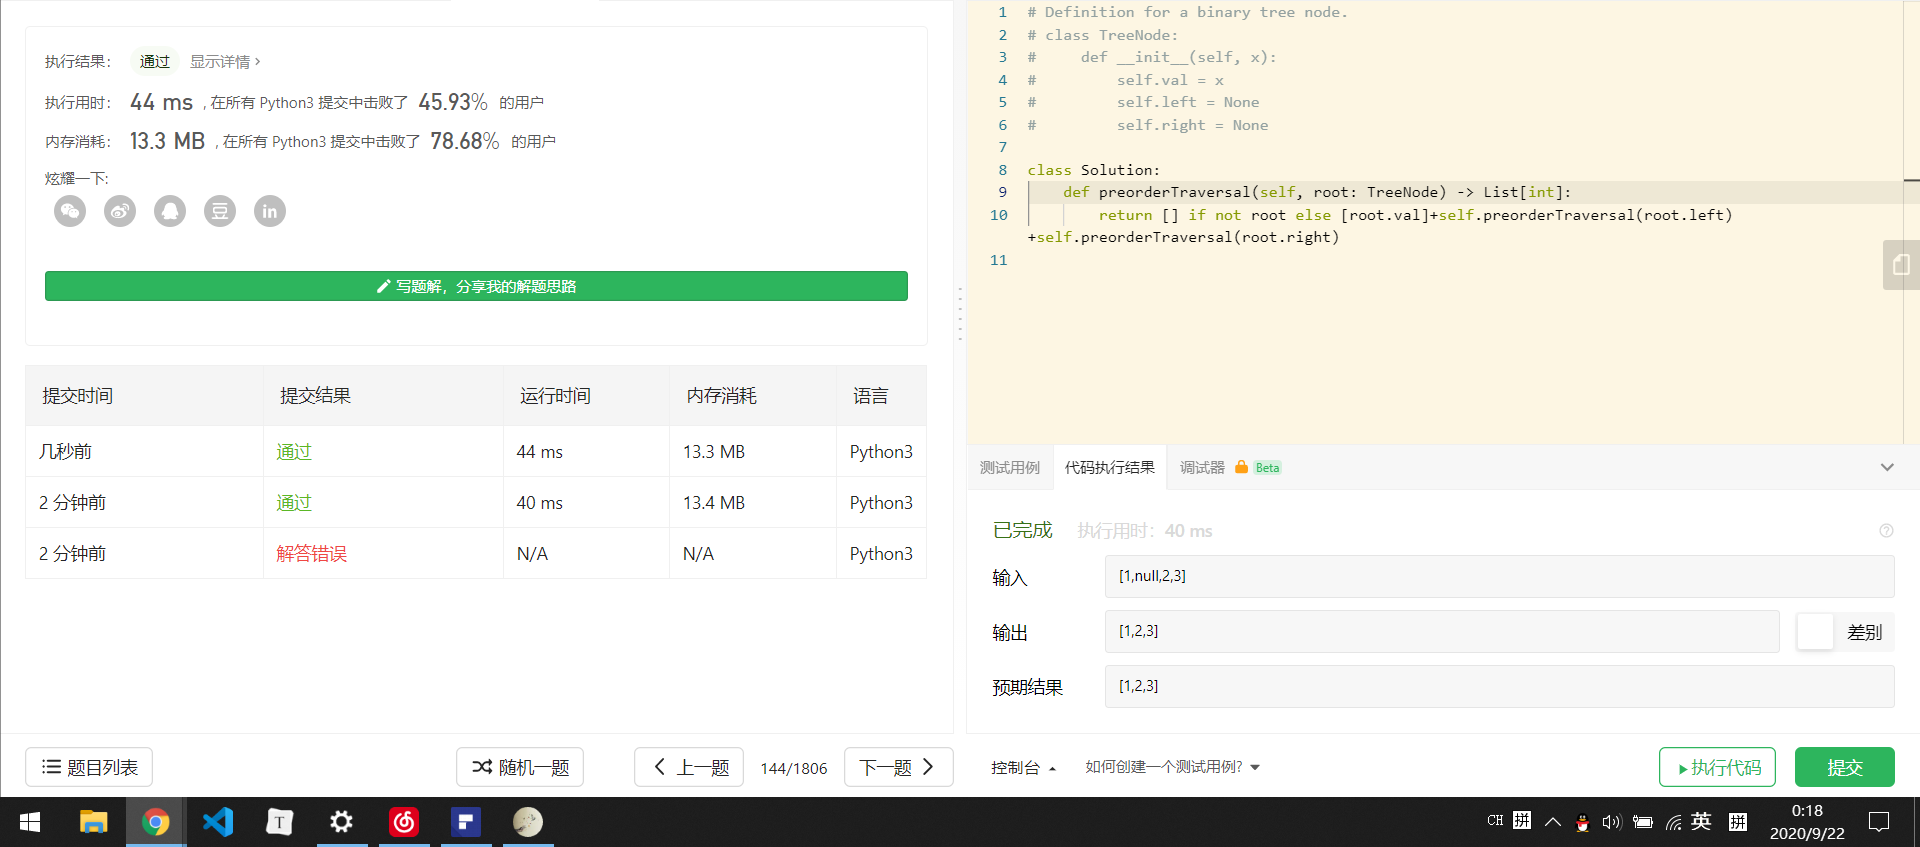 执行结果： 通过 显示详情 ›
执行用时： 44 ms , 在所有 Python3 提交中击败了 45.93% 的用户
内存消耗： 13.3 MB , 在所有 Python3 提交中击败了 78.68% 的用户
炫耀一下:
豆 in
写题解，分享我的解题思路
提交时间 提交结果 运行时间 内存消耗 语言
几秒前 通过 44 ms 13.3 MB Python3
2 分钟前 通过 40 ms 13.4 MB Python3
2 分钟前 解答错误 N/A N/A Python3
题目列表 随机一题 上一题 144/1806 下一题
1 # Definition for a binary tree node.
2 # class TreeNode:
3 #     def __init__(self, x):
4 #         self.val = x
5 #         self.left = None
6 #         self.right = None
7
8 class Solution:
9     def preorderTraversal(self, root: TreeNode) -> List[int]:
10         return [] if not root else [root.val]+self.preorderTraversal(root.left)
+self.preorderTraversal(root.right)
11
测试用例 代码执行结果 调试器 Beta
已完成 执行用时：40 ms
输入 [1,null,2,3]
输出 [1,2,3] 差别
预期结果 [1,2,3]
控制台 如何创建一个测试用例? 执行代码 提交
T CH 拼 英 拼 0:18
2020/9/22